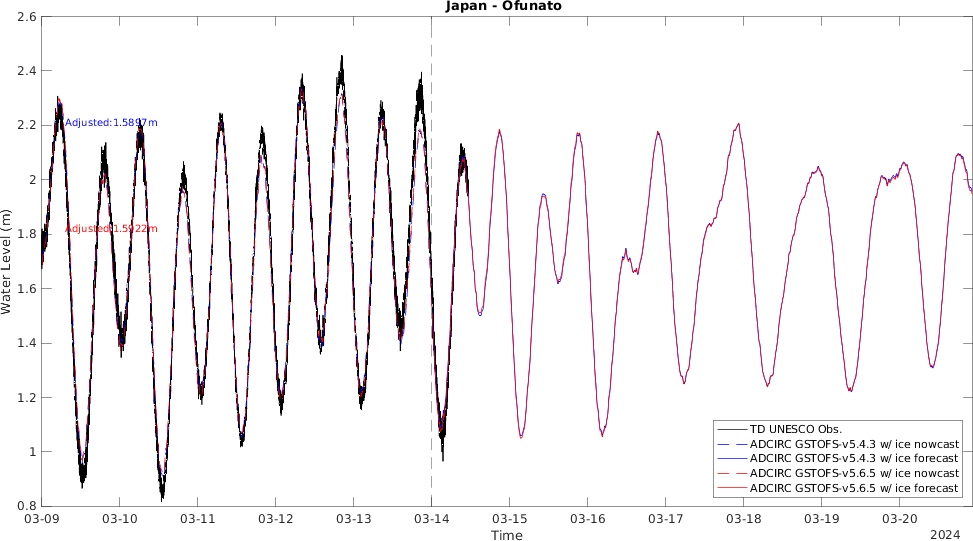 Japan - Ofunato
2.6
2.4
2.2
2
1.8
1.6
1.4
1.2
1
0.8
Water Level (m)
Adjusted:1.5897m
Adjusted:1.5922m
TD UNESCO Obs.
ADCIRC GSTOFS-v5.4.3 w/ ice nowcast
ADCIRC GSTOFS-v5.4.3 w/ ice forecast
ADCIRC GSTOFS-v5.6.5 w/ ice nowcast
ADCIRC GSTOFS-v5.6.5 w/ ice forecast
03-09 03-10 03-11 03-12 03-13 03-14 03-15 03-16 03-17 03-18 03-19 03-20
Time
2024